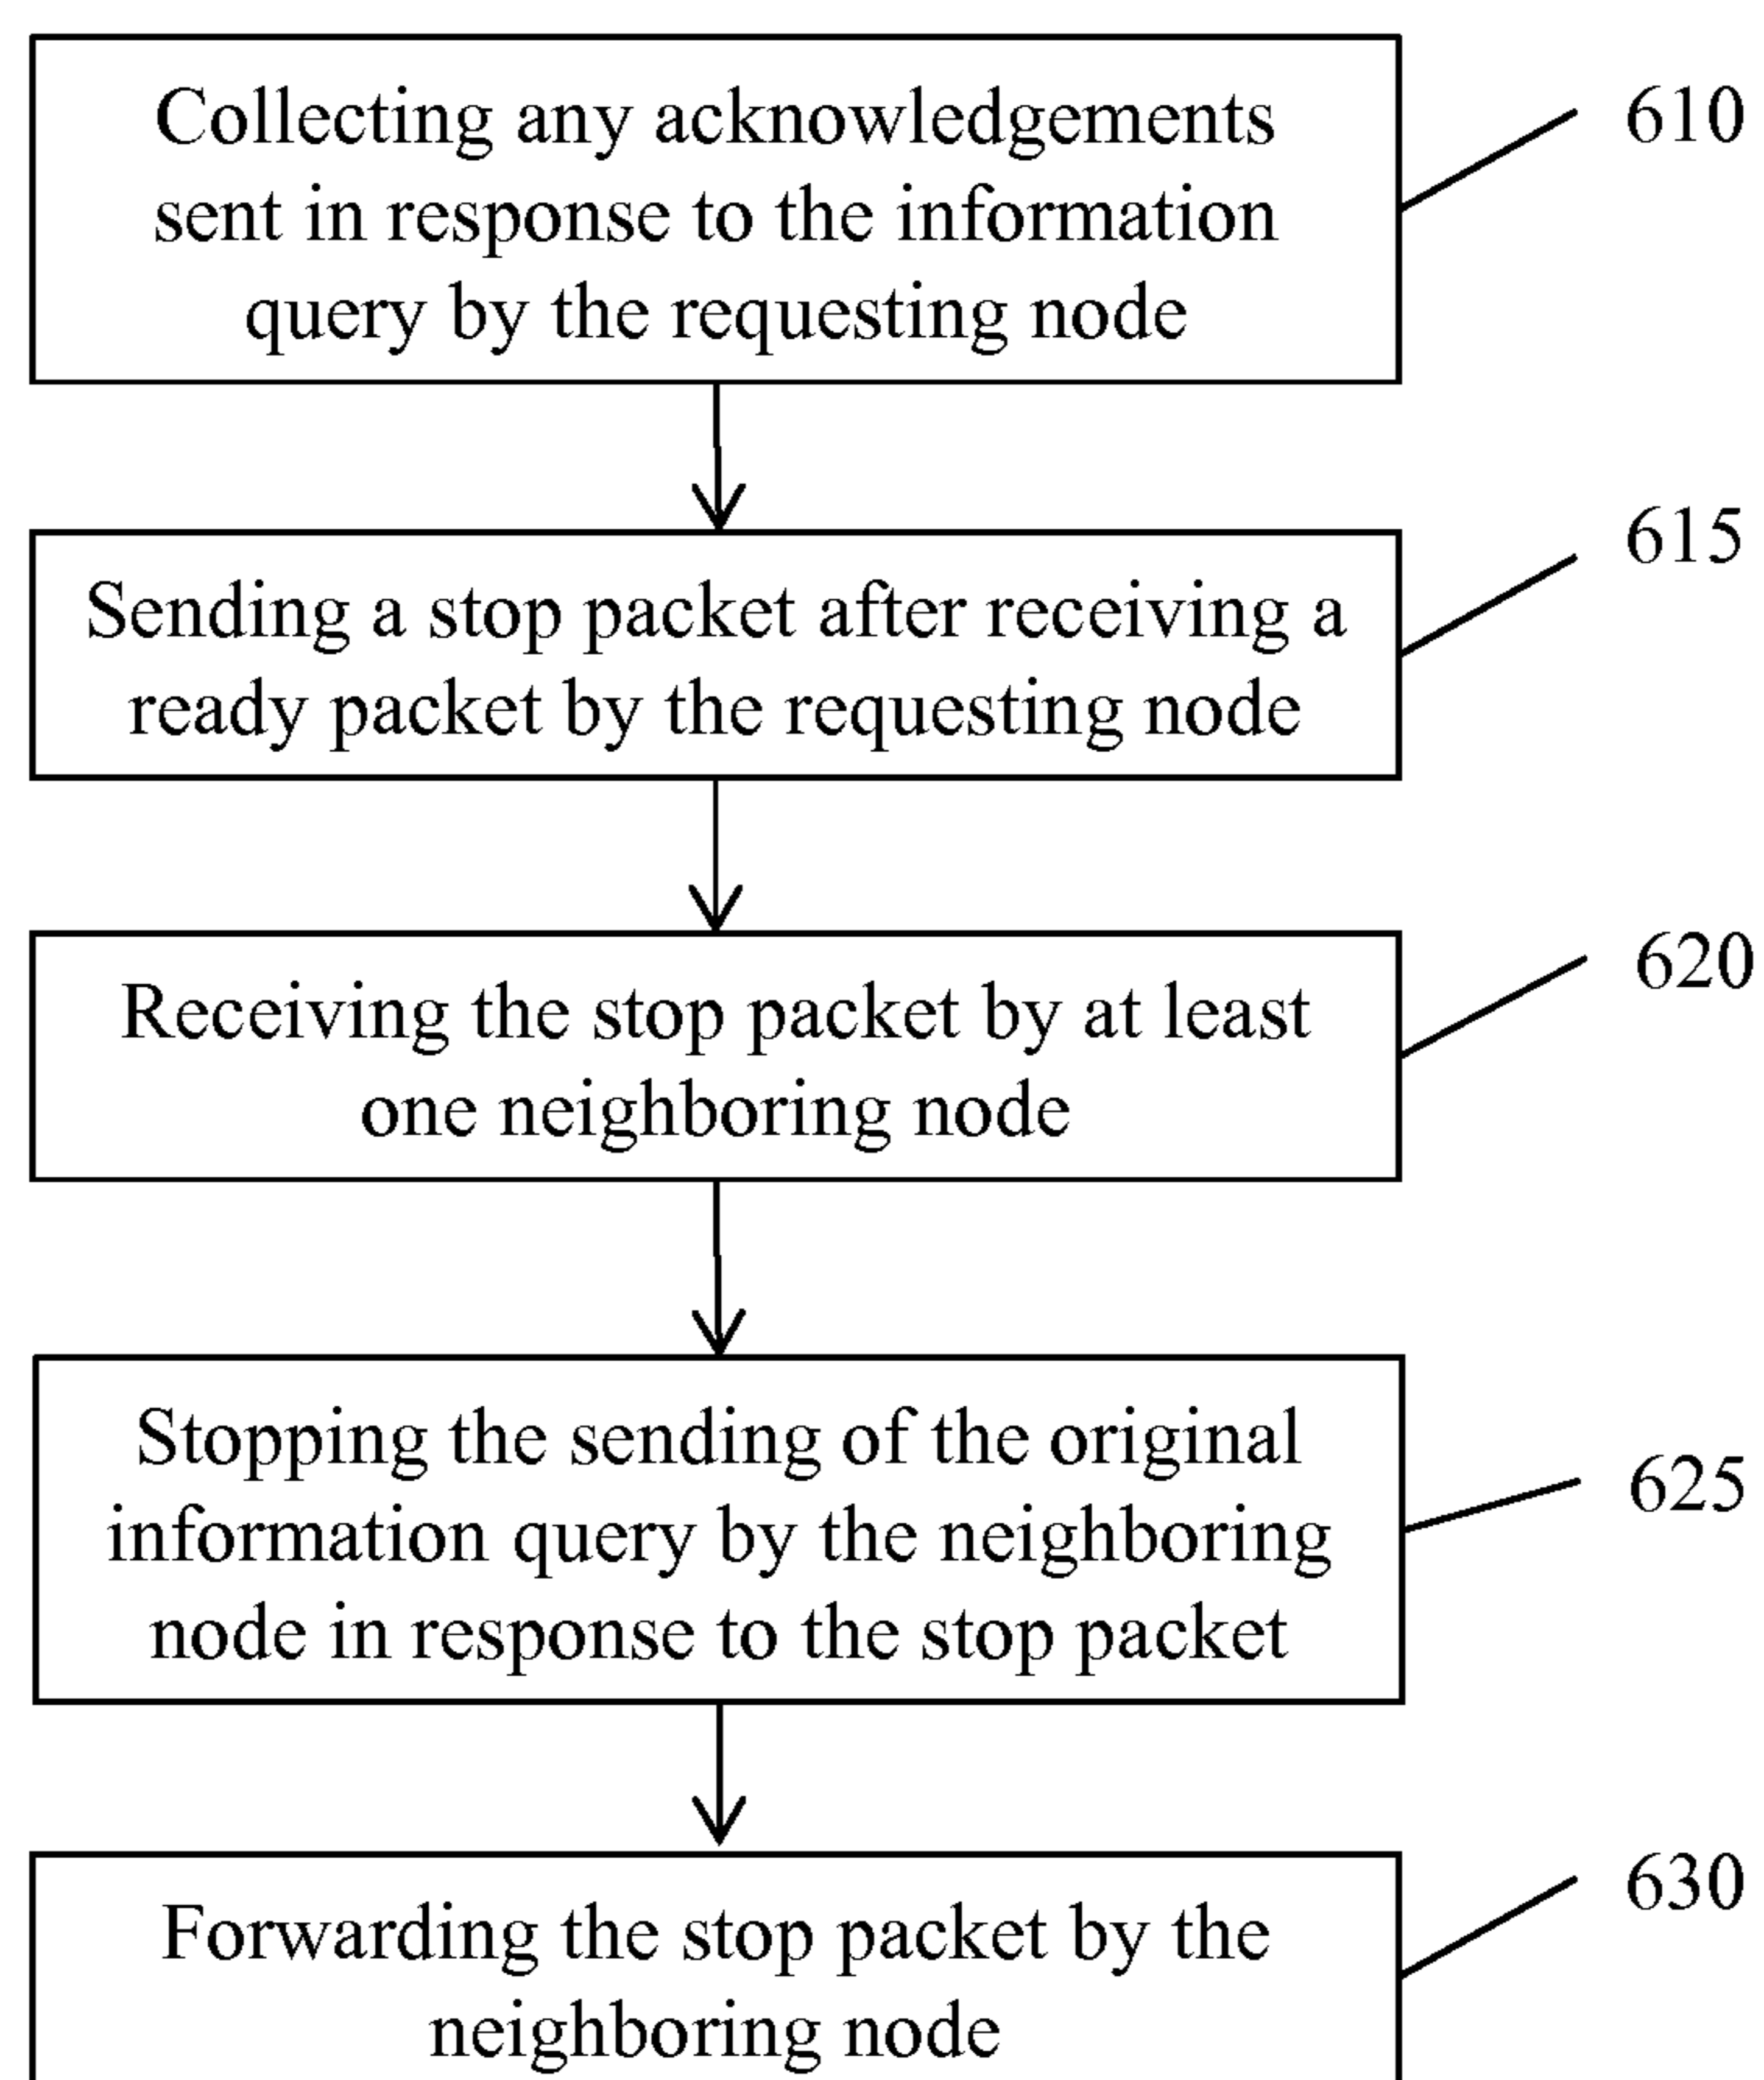 Collecting any acknowledgements
sent in response to the information
query by the requesting node
610
Sending a stop packet after receiving a
ready packet by the requesting node
615
Receiving the stop packet by at least
one neighboring node
620
Stopping the sending of the original
information query by the neighboring
node in response to the stop packet
625
Forwarding the stop packet by the
neighboring node
630